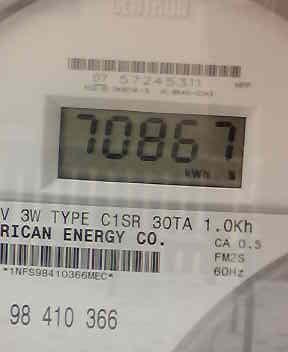 CENTRON
07 57245311
70867
kWh
V 3W TYPE C1SR 30TA 1.0Kh
RICAN ENERGY CO.
CA 0.5
FM2S
*1NFS98410366MEC*
60Hz
98 410 366